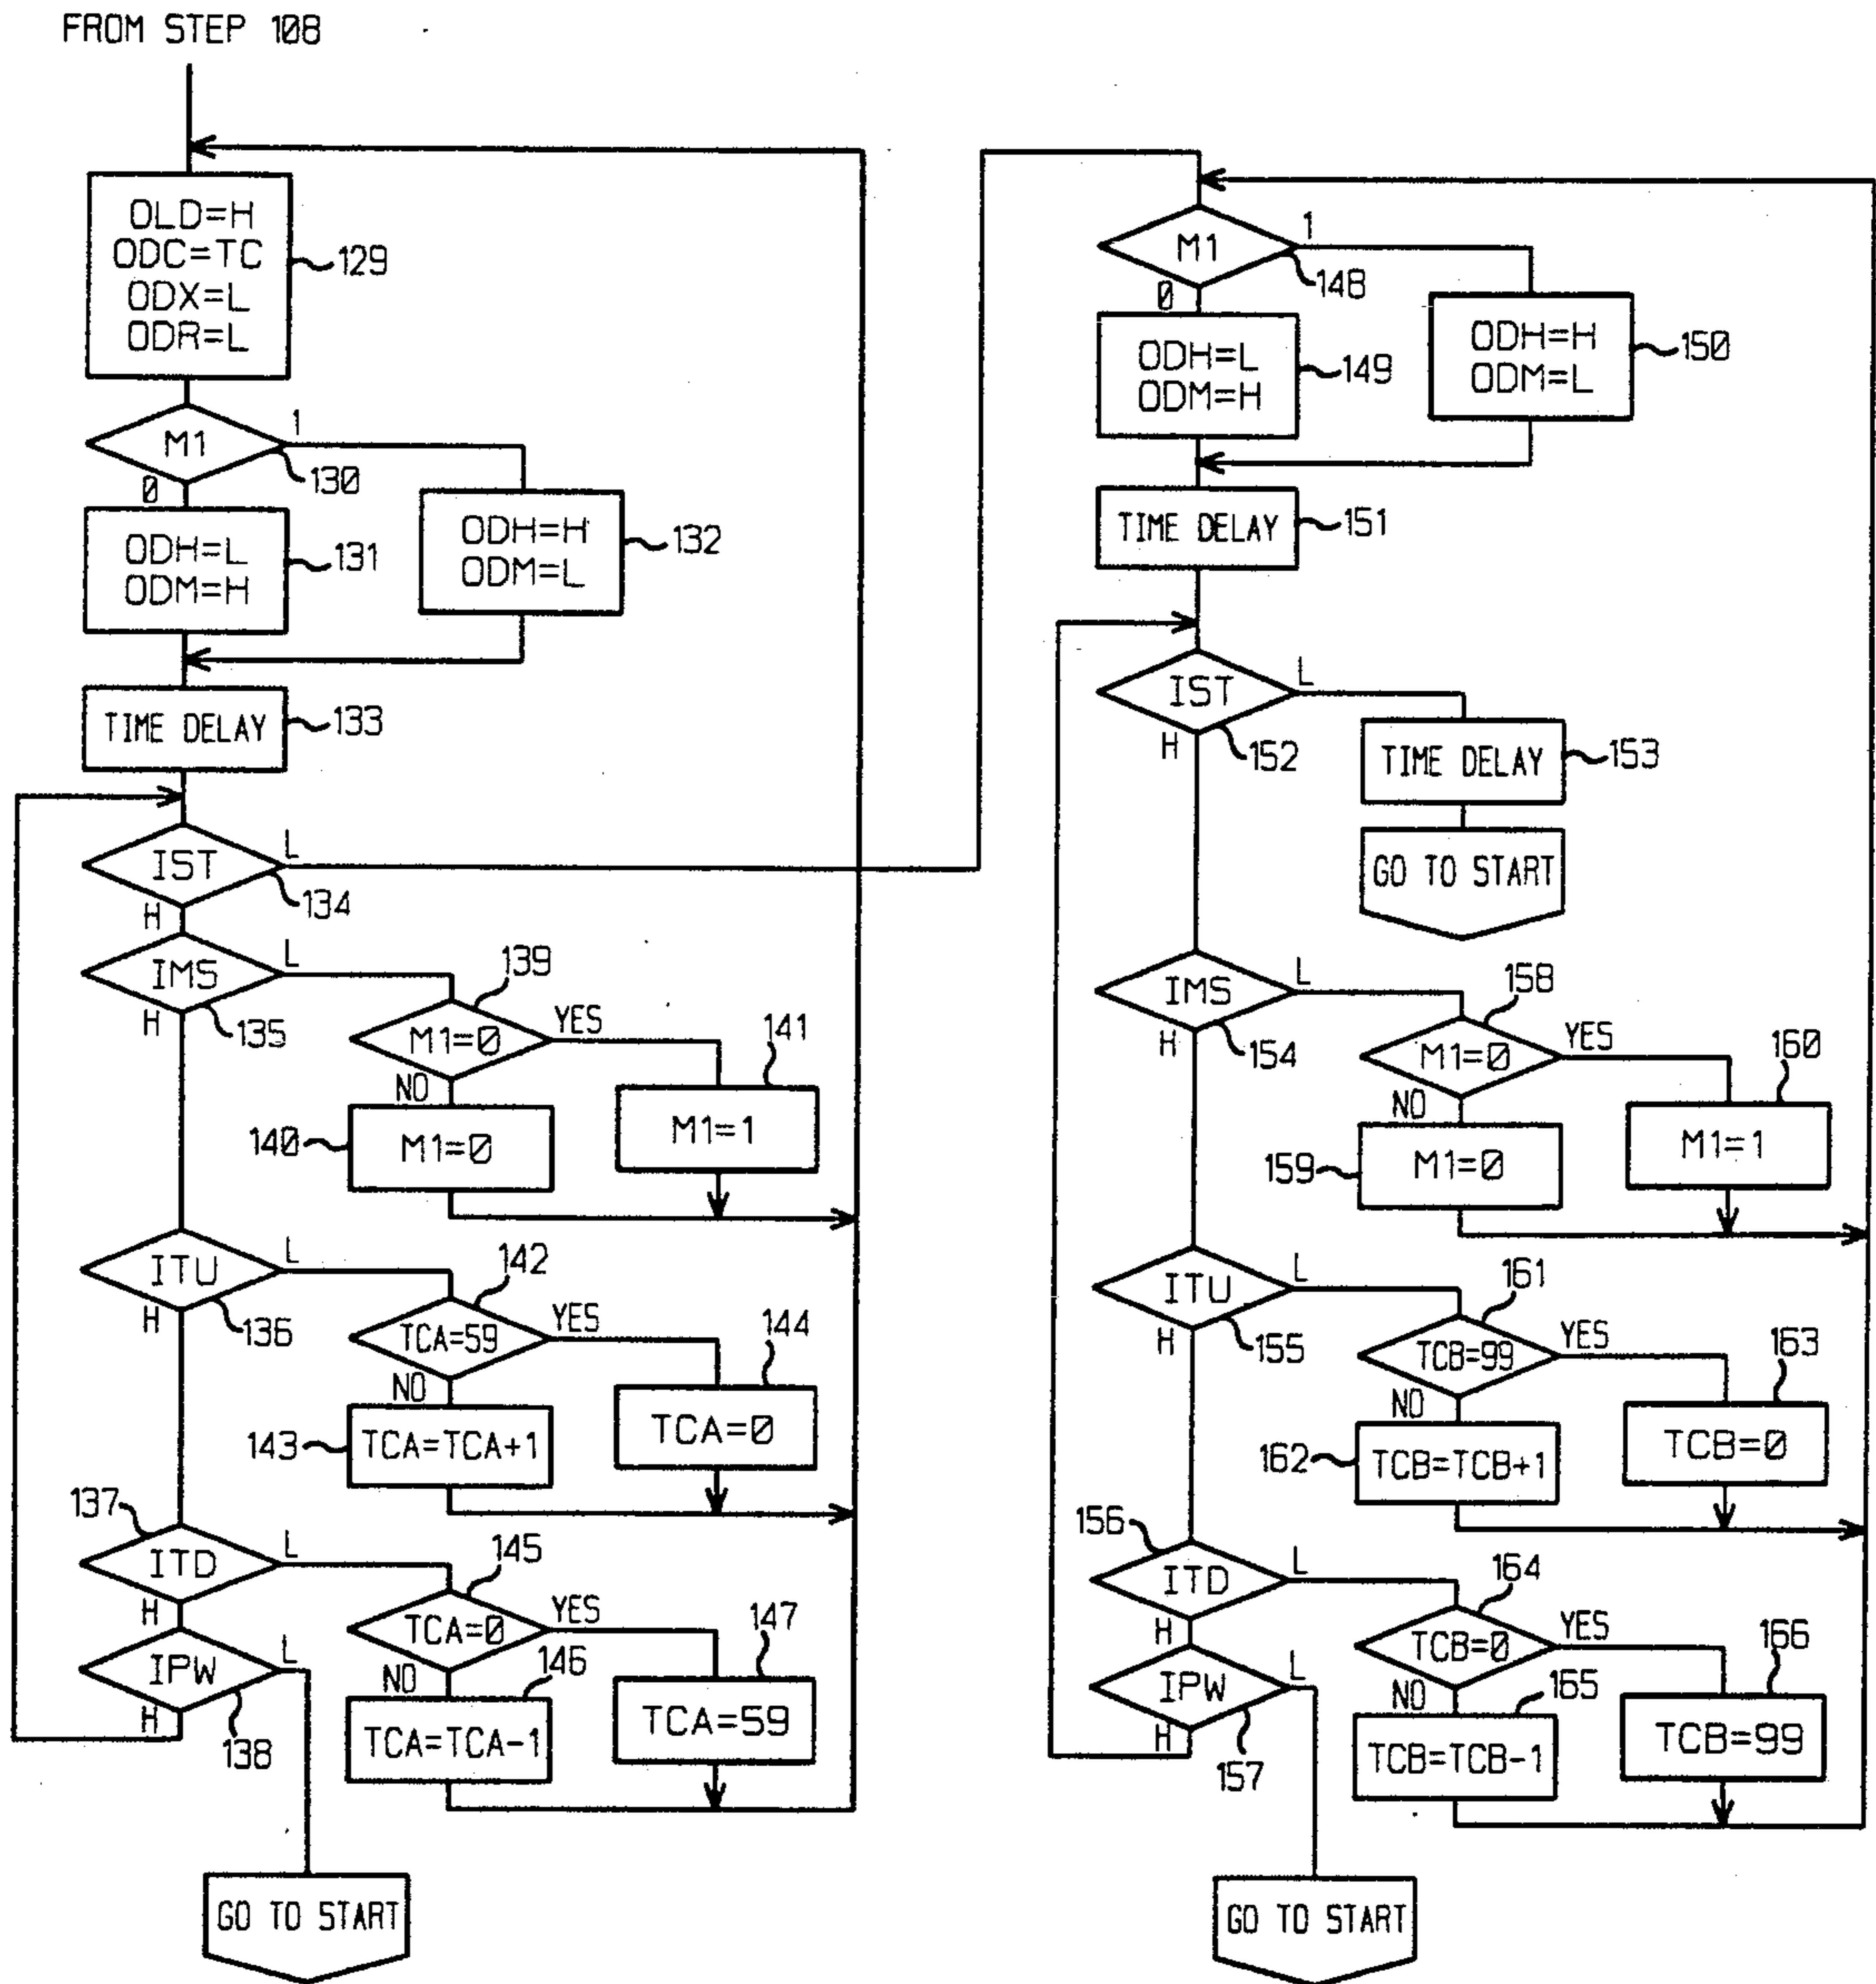 FROM STEP 108
OLD=H
ODC=TC
ODX=L
ODR=L
129
M1
1
0
130
ODH=L
ODM=H
131
ODH=H
ODM=L
132
TIME DELAY
133
IST
L
H
134
IMS
L
H
135
139
M1=0
YES
NO
141
M1=1
140
M1=0
ITU
L
H
136
142
TCA=59
YES
NO
144
TCA=0
143
TCA=TCA+1
137
ITD
L
H
145
TCA=0
YES
NO
146
TCA=TCA-1
147
TCA=59
IPW
L
H
138
GO TO START
M1
1
0
148
ODH=L
ODM=H
149
ODH=H
ODM=L
150
TIME DELAY
151
IST
L
H
152
TIME DELAY
153
GO TO START
IMS
L
H
154
158
M1=0
YES
NO
160
M1=1
159
M1=0
ITU
L
H
155
161
TCB=99
YES
NO
163
TCB=0
162
TCB=TCB+1
156
ITD
L
H
164
TCB=0
YES
NO
165
TCB=TCB-1
166
TCB=99
IPW
L
H
157
GO TO START